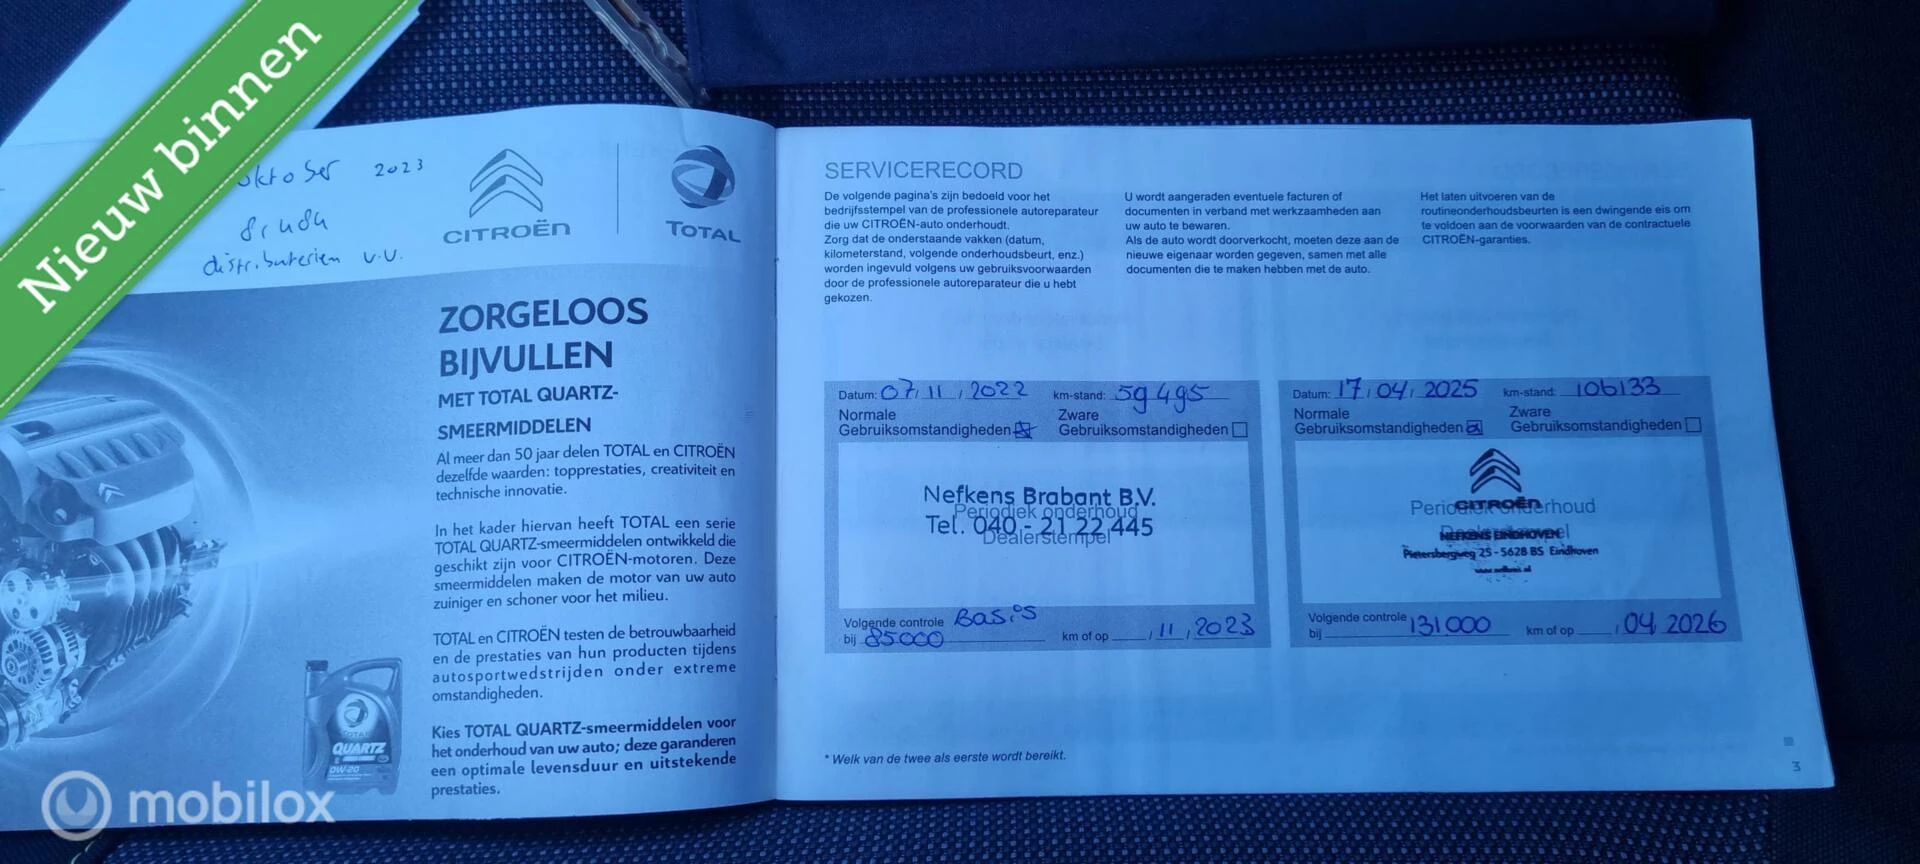 Nieuw binnen
oktober 2023
distributierien v.v.
CITROËN
TOTAL
ZORGELOOS
BIJVULLEN
MET TOTAL QUARTZ-
SMEERMIDDELEN
Al meer dan 50 jaar delen TOTAL en CITROËN
dezelfde waarden: topprestaties, creativiteit en
technische innovatie.
In het kader hiervan heeft TOTAL een serie
TOTAL QUARTZ-smeermiddelen ontwikkeld die
geschikt zijn voor CITROËN-motoren. Deze
smeermiddelen maken de motor van uw auto
zuiniger en schoner voor het milieu.
TOTAL en CITROËN testen de betrouwbaarheid
en de prestaties van hun producten tijdens
autosportwedstrijden onder extreme
omstandigheden.
Kies TOTAL QUARTZ-smeermiddelen voor
het onderhoud van uw auto; deze garanderen
een optimale levensduur en uitstekende
prestaties.
TOTAL
QUARTZ
0W-20
mobilox
SERVICERECORD
De volgende pagina's zijn bedoeld voor het
bedrijfsstempel van de professionele autoreparateur
die uw CITROËN-auto onderhoudt.
Zorg dat de onderstaande vakken (datum,
kilometerstand, volgende onderhoudsbeurt, enz.)
worden ingevuld volgens uw gebruiksvoorwaarden
door de professionele autoreparateur die u hebt
gekozen.
U wordt aangeraden eventuele facturen of
documenten in verband met werkzaamheden aan
uw auto te bewaren.
Als de auto wordt doorverkocht, moeten deze aan de
nieuwe eigenaar worden gegeven, samen met alle
documenten die te maken hebben met de auto.
Het laten uitvoeren van de
routineonderhoudsbeurten is een dwingende eis om
te voldoen aan de voorwaarden van de contractuele
CITROËN-garanties.
Datum: 07, 11, 2022 km-stand: 59495
Normale Zware
Gebruiksomstandigheden Gebruiksomstandigheden
Nefkens Brabant B.V.
Periodiek onderhoud
Tel. 040 - 21 22 445
Dealerstempel
Volgende controle Basis
bij 85000 km of op , 11, 2023
Datum: 17, 04, 2025 km-stand: 106133
Normale Zware
Gebruiksomstandigheden Gebruiksomstandigheden
CITROËN
Periodiek onderhoud
Dealerstempel
NEFKENS EINDHOVEN
Pietersbergweg 25 - 5628 BS Eindhoven
www.nefkens.nl
Volgende controle
bij 131000 km of op , 04 2026
* Welk van de twee als eerste wordt bereikt.
3